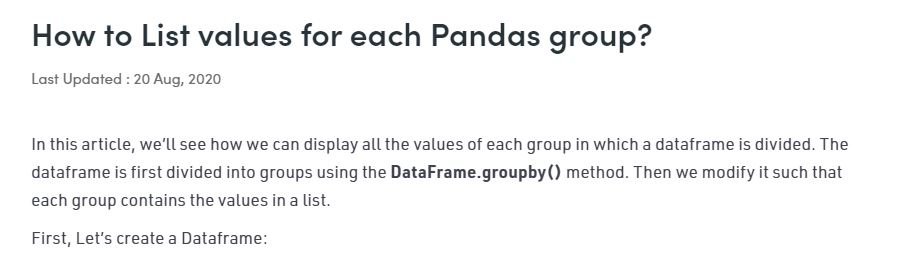 How to List values for each Pandas group?
Last Updated : 20 Aug, 2020
In this article, we'll see how we can display all the values of each group in which a dataframe is divided. The
dataframe is first divided into groups using the DataFrame.groupby() method. Then we modify it such that
each group contains the values in a list.
First, Let's create a Dataframe: